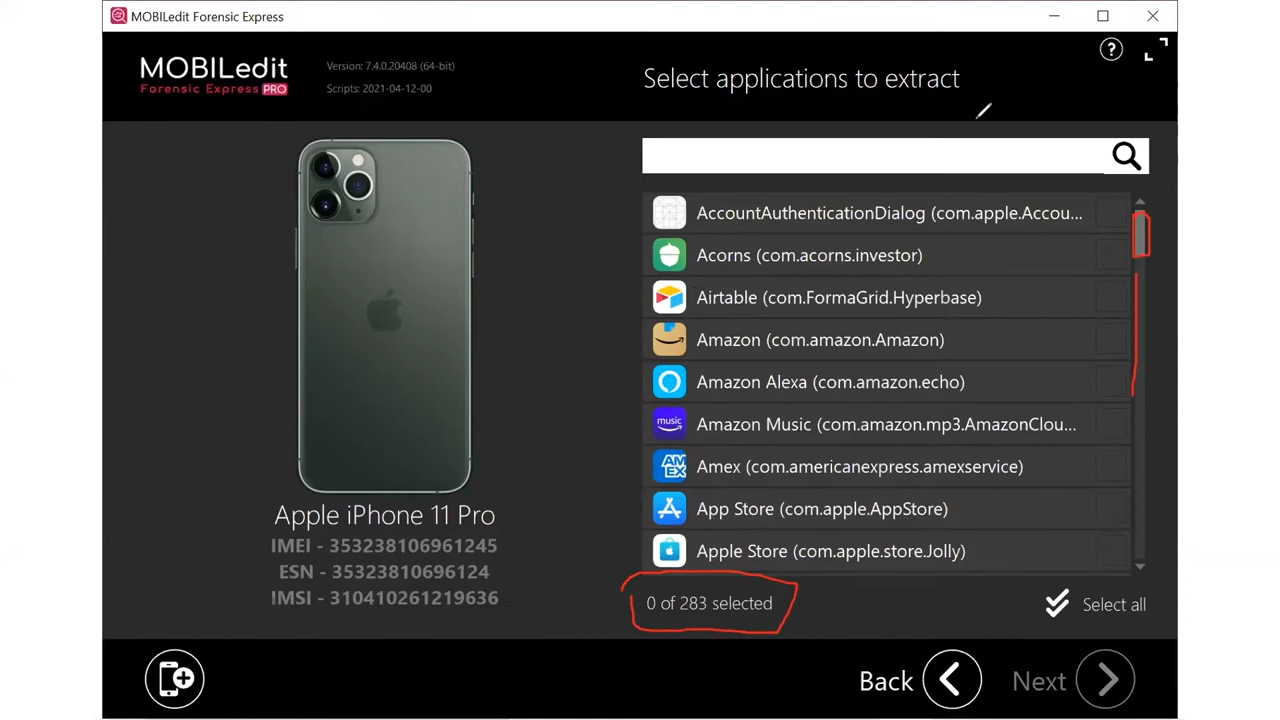 MOBILedit Forensic Express
MOBILedit
Forensic Express PRO
Version: 7.4.0.20408 (64-bit)
Scripts: 2021-04-12-00
Select applications to extract
?
AccountAuthenticationDialog (com.apple.Accou...
Acorns (com.acorns.investor)
Airtable (com.FormaGrid.Hyperbase)
Amazon (com.amazon.Amazon)
Amazon Alexa (com.amazon.echo)
music
Amazon Music (com.amazon.mp3.AmazonClou...
AMEX
Amex (com.americanexpress.amexservice)
App Store (com.apple.AppStore)
Apple Store (com.apple.store.Jolly)
Apple iPhone 11 Pro
IMEI - 353238106961245
ESN - 35323810696124
IMSI - 310410261219636
0 of 283 selected
Select all
Back
Next